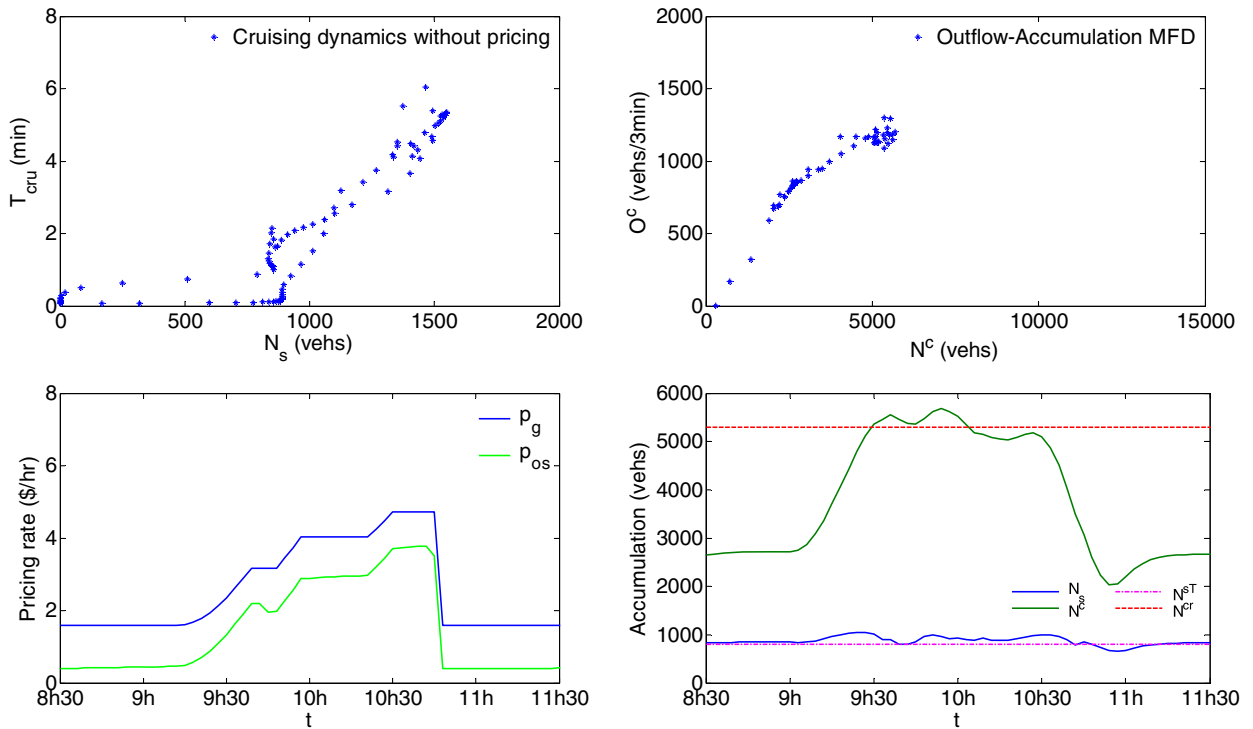 Cruising dynamics without pricing
8
6
4
2
0
T_cru (min)
0 500 1000 1500 2000
N_s (vehs)
Outflow-Accumulation MFD
2000
1500
1000
500
0
O^c (vehs/3min)
0 5000 10000 15000
N^c (vehs)
p_g
p_os
8
6
4
2
0
Pricing rate ($/hr)
8h30 9h 9h30 10h 10h30 11h 11h30
t
6000
5000
4000
3000
2000
1000
0
Accumulation (vehs)
N_s N^sT
N^c N^cr
8h30 9h 9h30 10h 10h30 11h 11h30
t